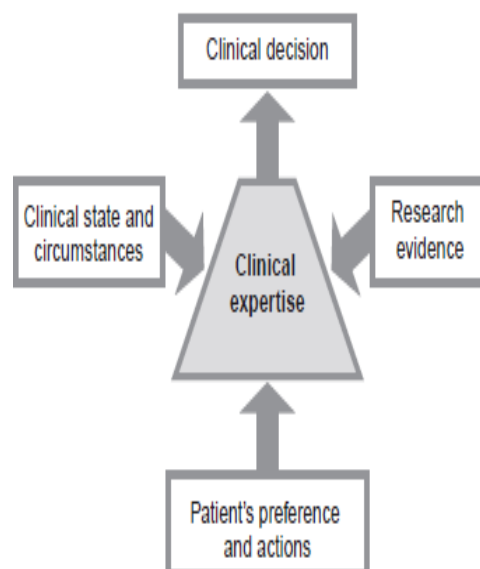 Clinical decision
Clinical state and
circumstances
Research
evidence
Clinical
expertise
Patient's preference
and actions